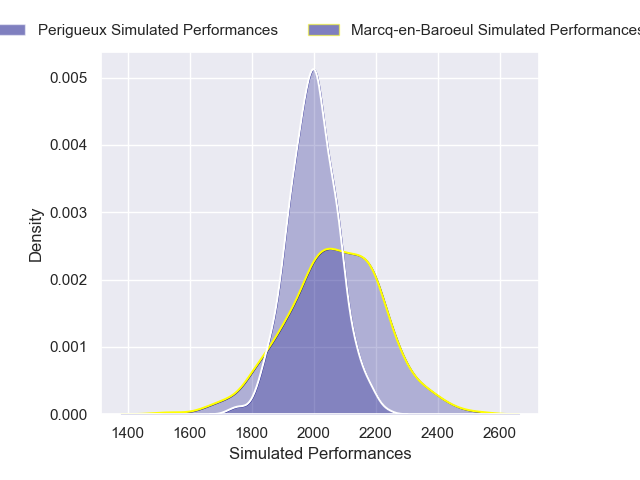 Perigueux Simulated Performances
Marcq-en-Baroeul Simulated Performances
0.005
0.004
0.003
0.002
0.001
0.000
Density
1400 1600 1800 2000 2200 2400 2600
Simulated Performances